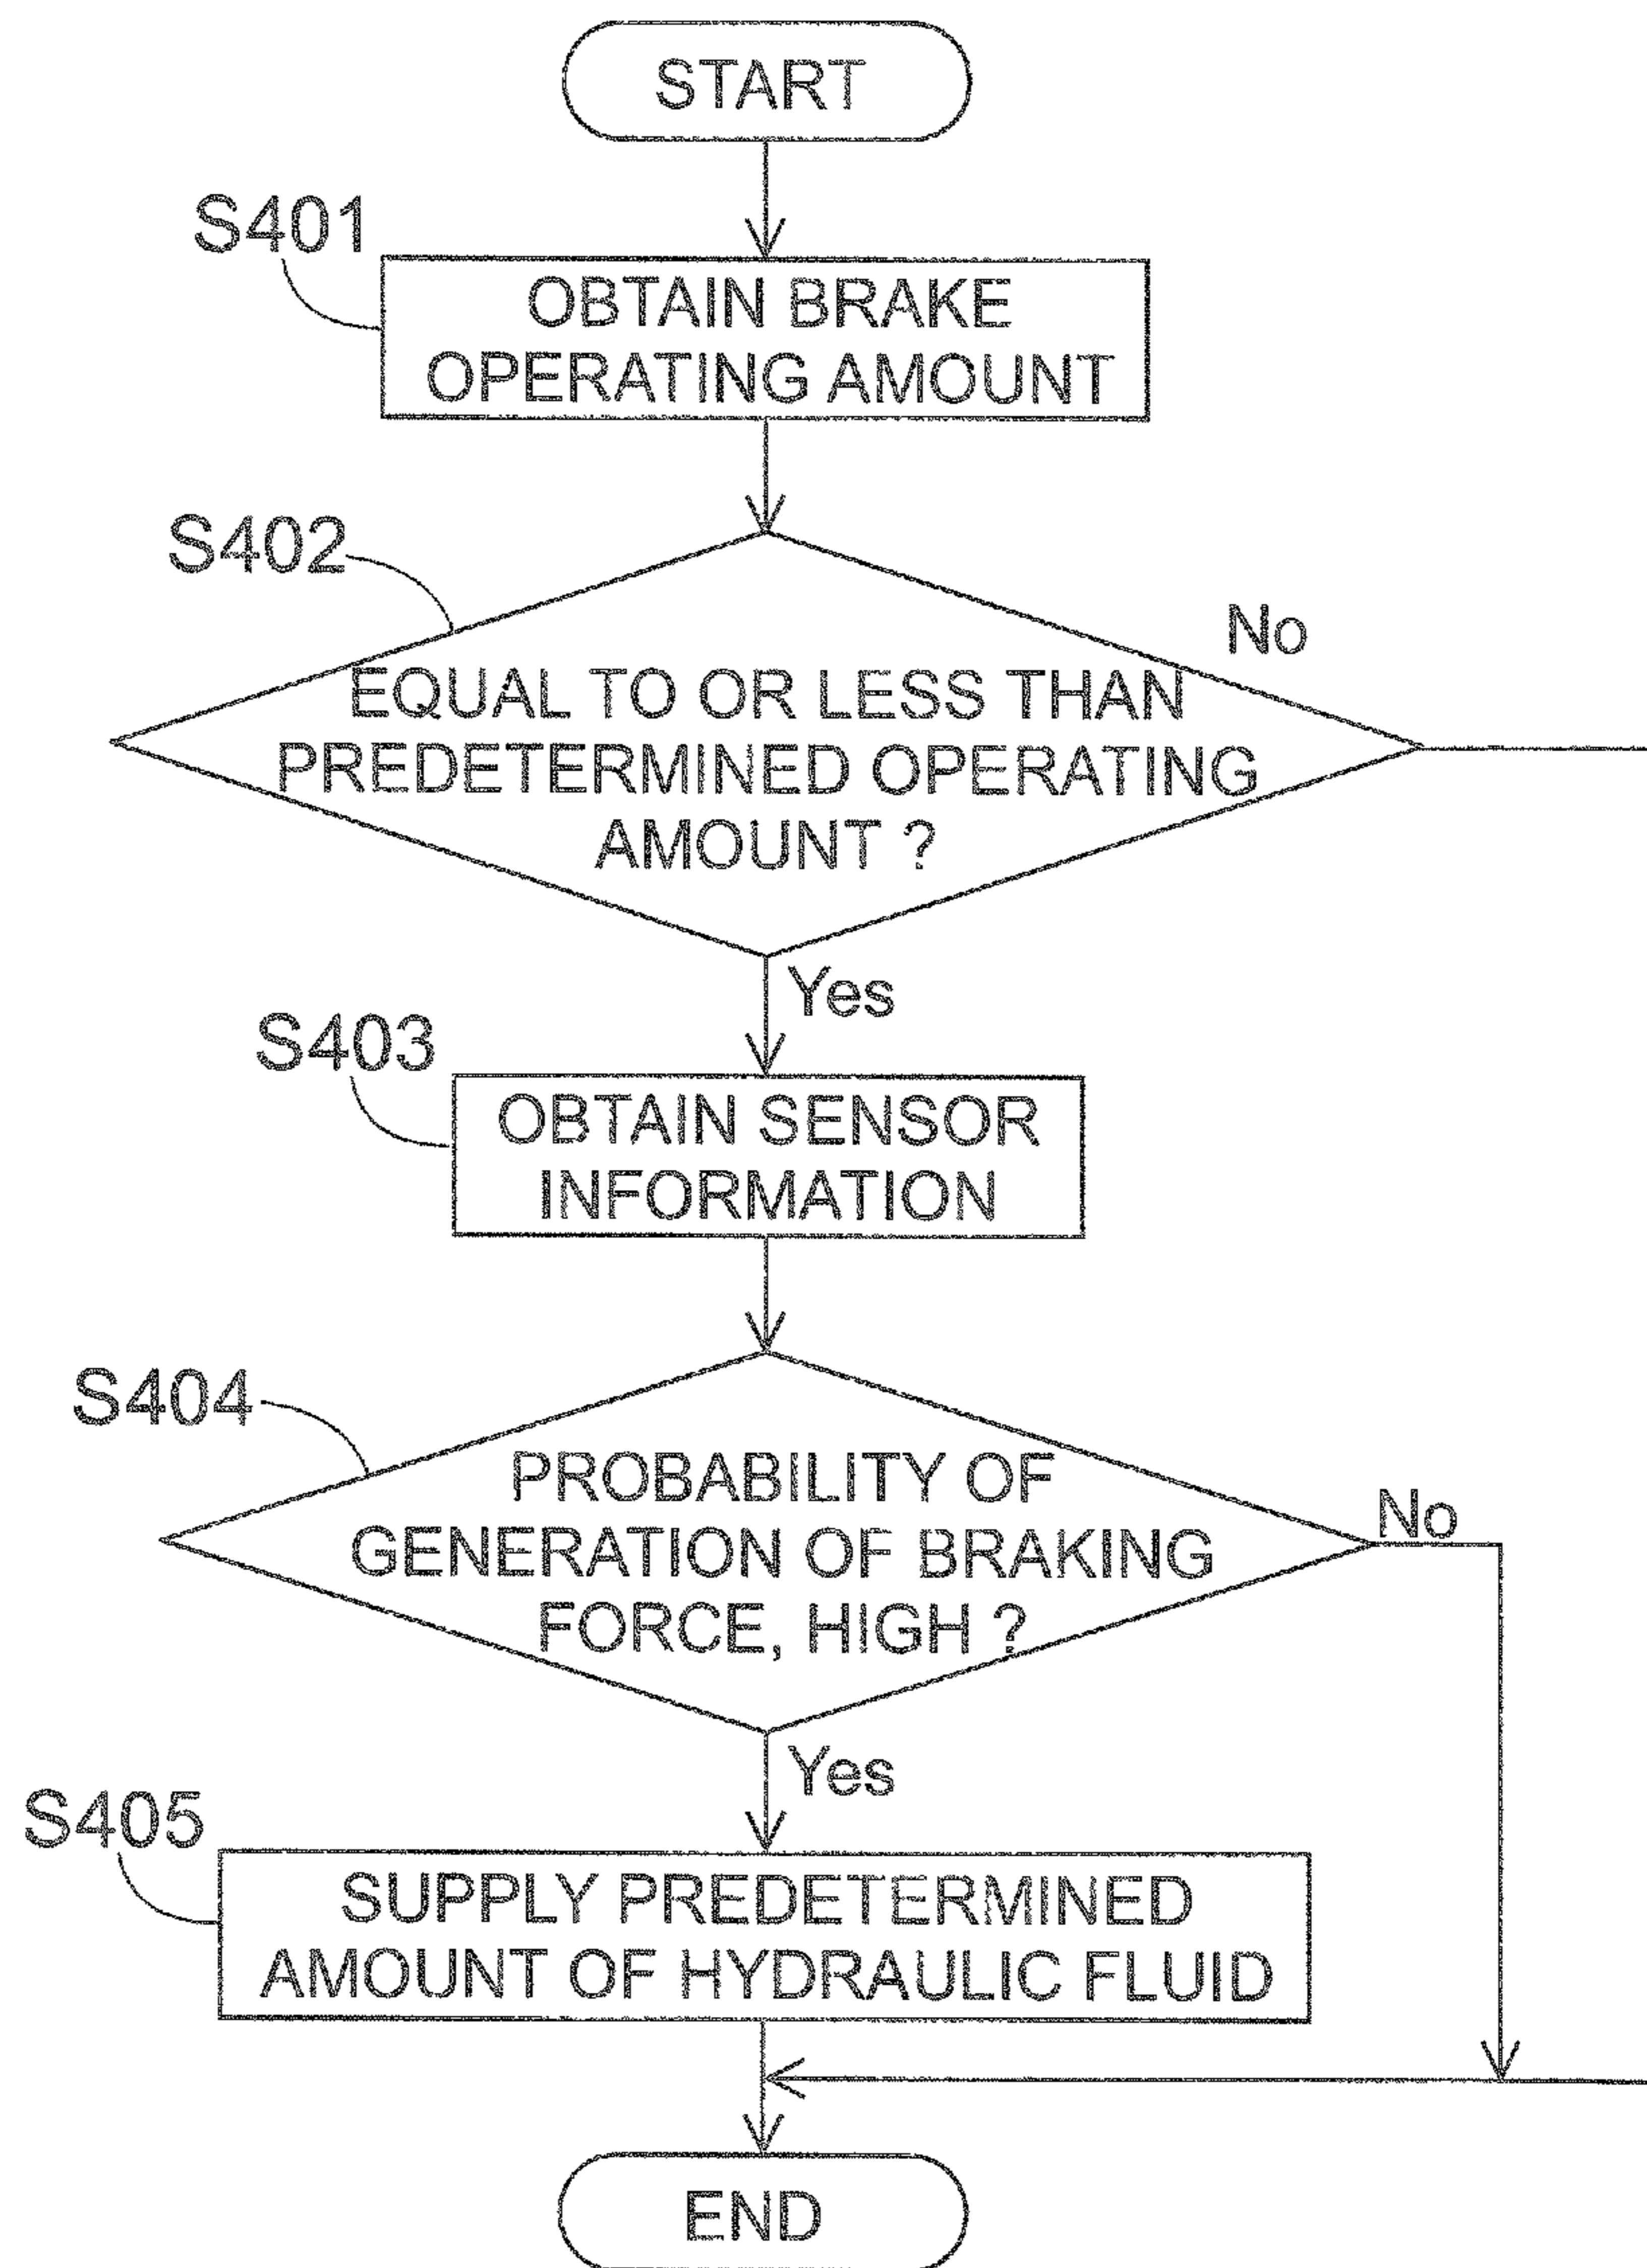 START
S401
OBTAIN BRAKE
OPERATING AMOUNT
S402
No
EQUAL TO OR LESS THAN
PREDETERMINED OPERATING
AMOUNT ?
Yes
S403
OBTAIN SENSOR
INFORMATION
S404
PROBABILITY OF
GENERATION OF BRAKING
FORCE, HIGH ?
No
Yes
S405
SUPPLY PREDETERMINED
AMOUNT OF HYDRAULIC FLUID
END